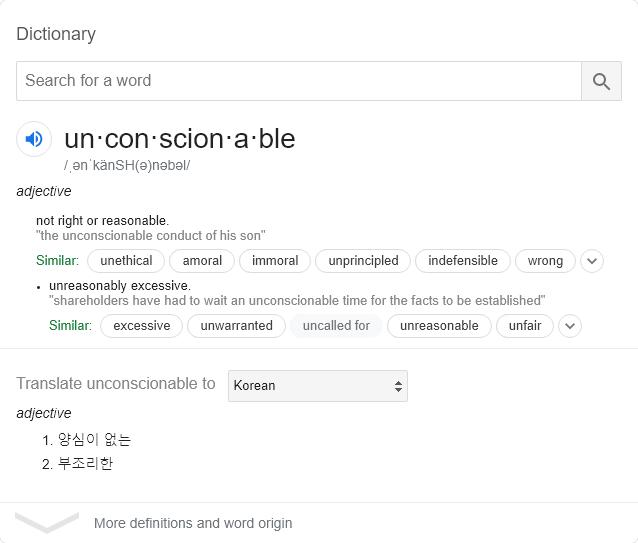 Dictionary
Search for a word
un·con·scion·a·ble
/ˌənˈkänSH(ə)nəbəl/
adjective
not right or reasonable.
"the unconscionable conduct of his son"
Similar: unethical amoral immoral unprincipled indefensible wrong
• unreasonably excessive.
"shareholders have had to wait an unconscionable time for the facts to be established"
Similar: excessive unwarranted uncalled for unreasonable unfair
Translate unconscionable to Korean
adjective
1. 양심이 없는
2. 부조리한
More definitions and word origin